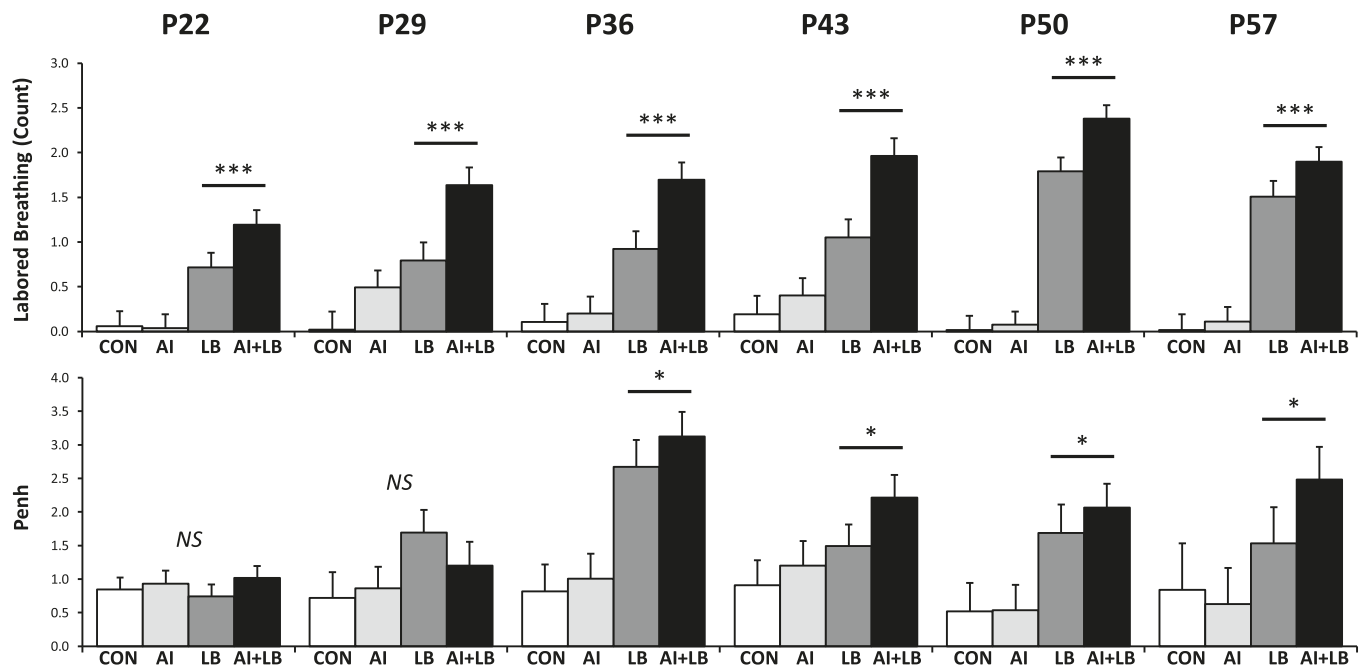 P22 P29 P36 P43 P50 P57
Labored Breathing (Count)
3.0
2.5
2.0
1.5
1.0
0.5
0.0
*** *** *** *** *** ***
CON AI LB AI+LB CON AI LB AI+LB CON AI LB AI+LB CON AI LB AI+LB CON AI LB AI+LB CON AI LB AI+LB
Penh
4.0
3.5
3.0
2.5
2.0
1.5
1.0
0.5
0.0
NS NS * * * *
CON AI LB AI+LB CON AI LB AI+LB CON AI LB AI+LB CON AI LB AI+LB CON AI LB AI+LB CON AI LB AI+LB